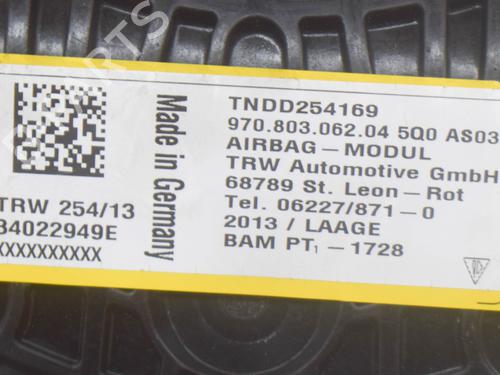 TNDD254169
970.803.062.04 5Q0 AS03
AIRBAG-MODUL
TRW Automotive GmbH
68789 St. Leon-Rot
Tel. 06227/871-0
2013 / LAAGE
BAM PT1-1728
Made in Germany
TRW 254/13
34022949E
XXXXXXXXXX